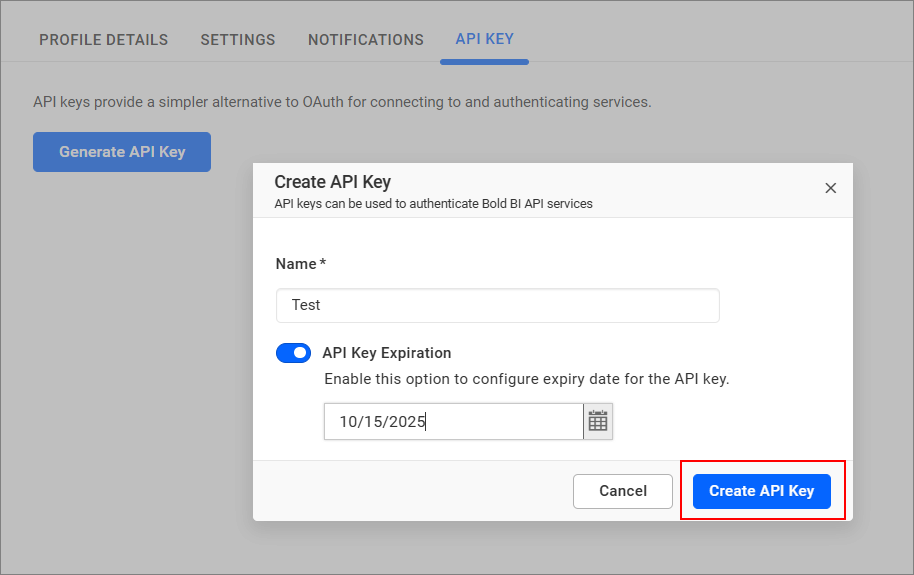 PROFILE DETAILS SETTINGS NOTIFICATIONS API KEY
API keys provide a simpler alternative to OAuth for connecting to and authenticating services.
Generate API Key
Create API Key
API keys can be used to authenticate Bold BI API services
Name *
Test
API Key Expiration
Enable this option to configure expiry date for the API key.
10/15/2025
Cancel Create API Key